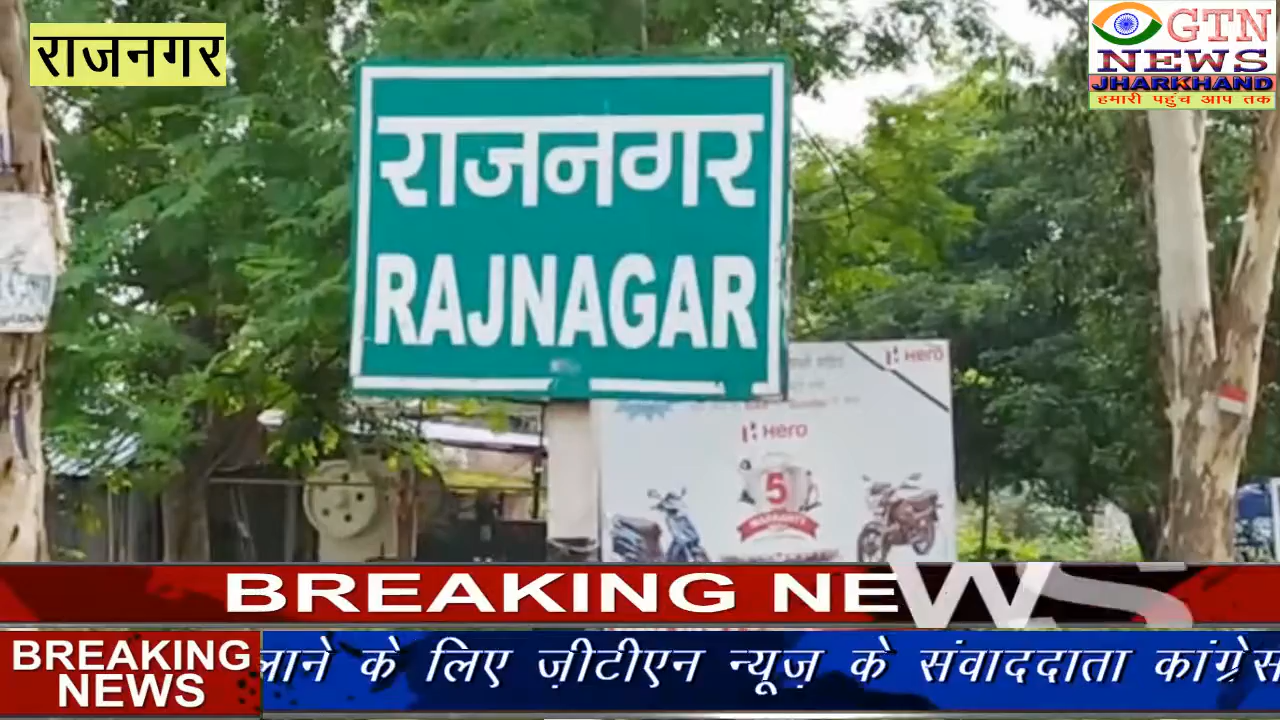 राजनगर
GTN
NEWS
JHARKHAND
हमारी पहुंच आप तक
राजनगर
RAJNAGAR
Hero
Hero
5
WARRANTY
BREAKING NEWS
BREAKING
NEWS
लाने के लिए ज़ीटीएन न्यूज़ के संवाददाता कांग्रेस